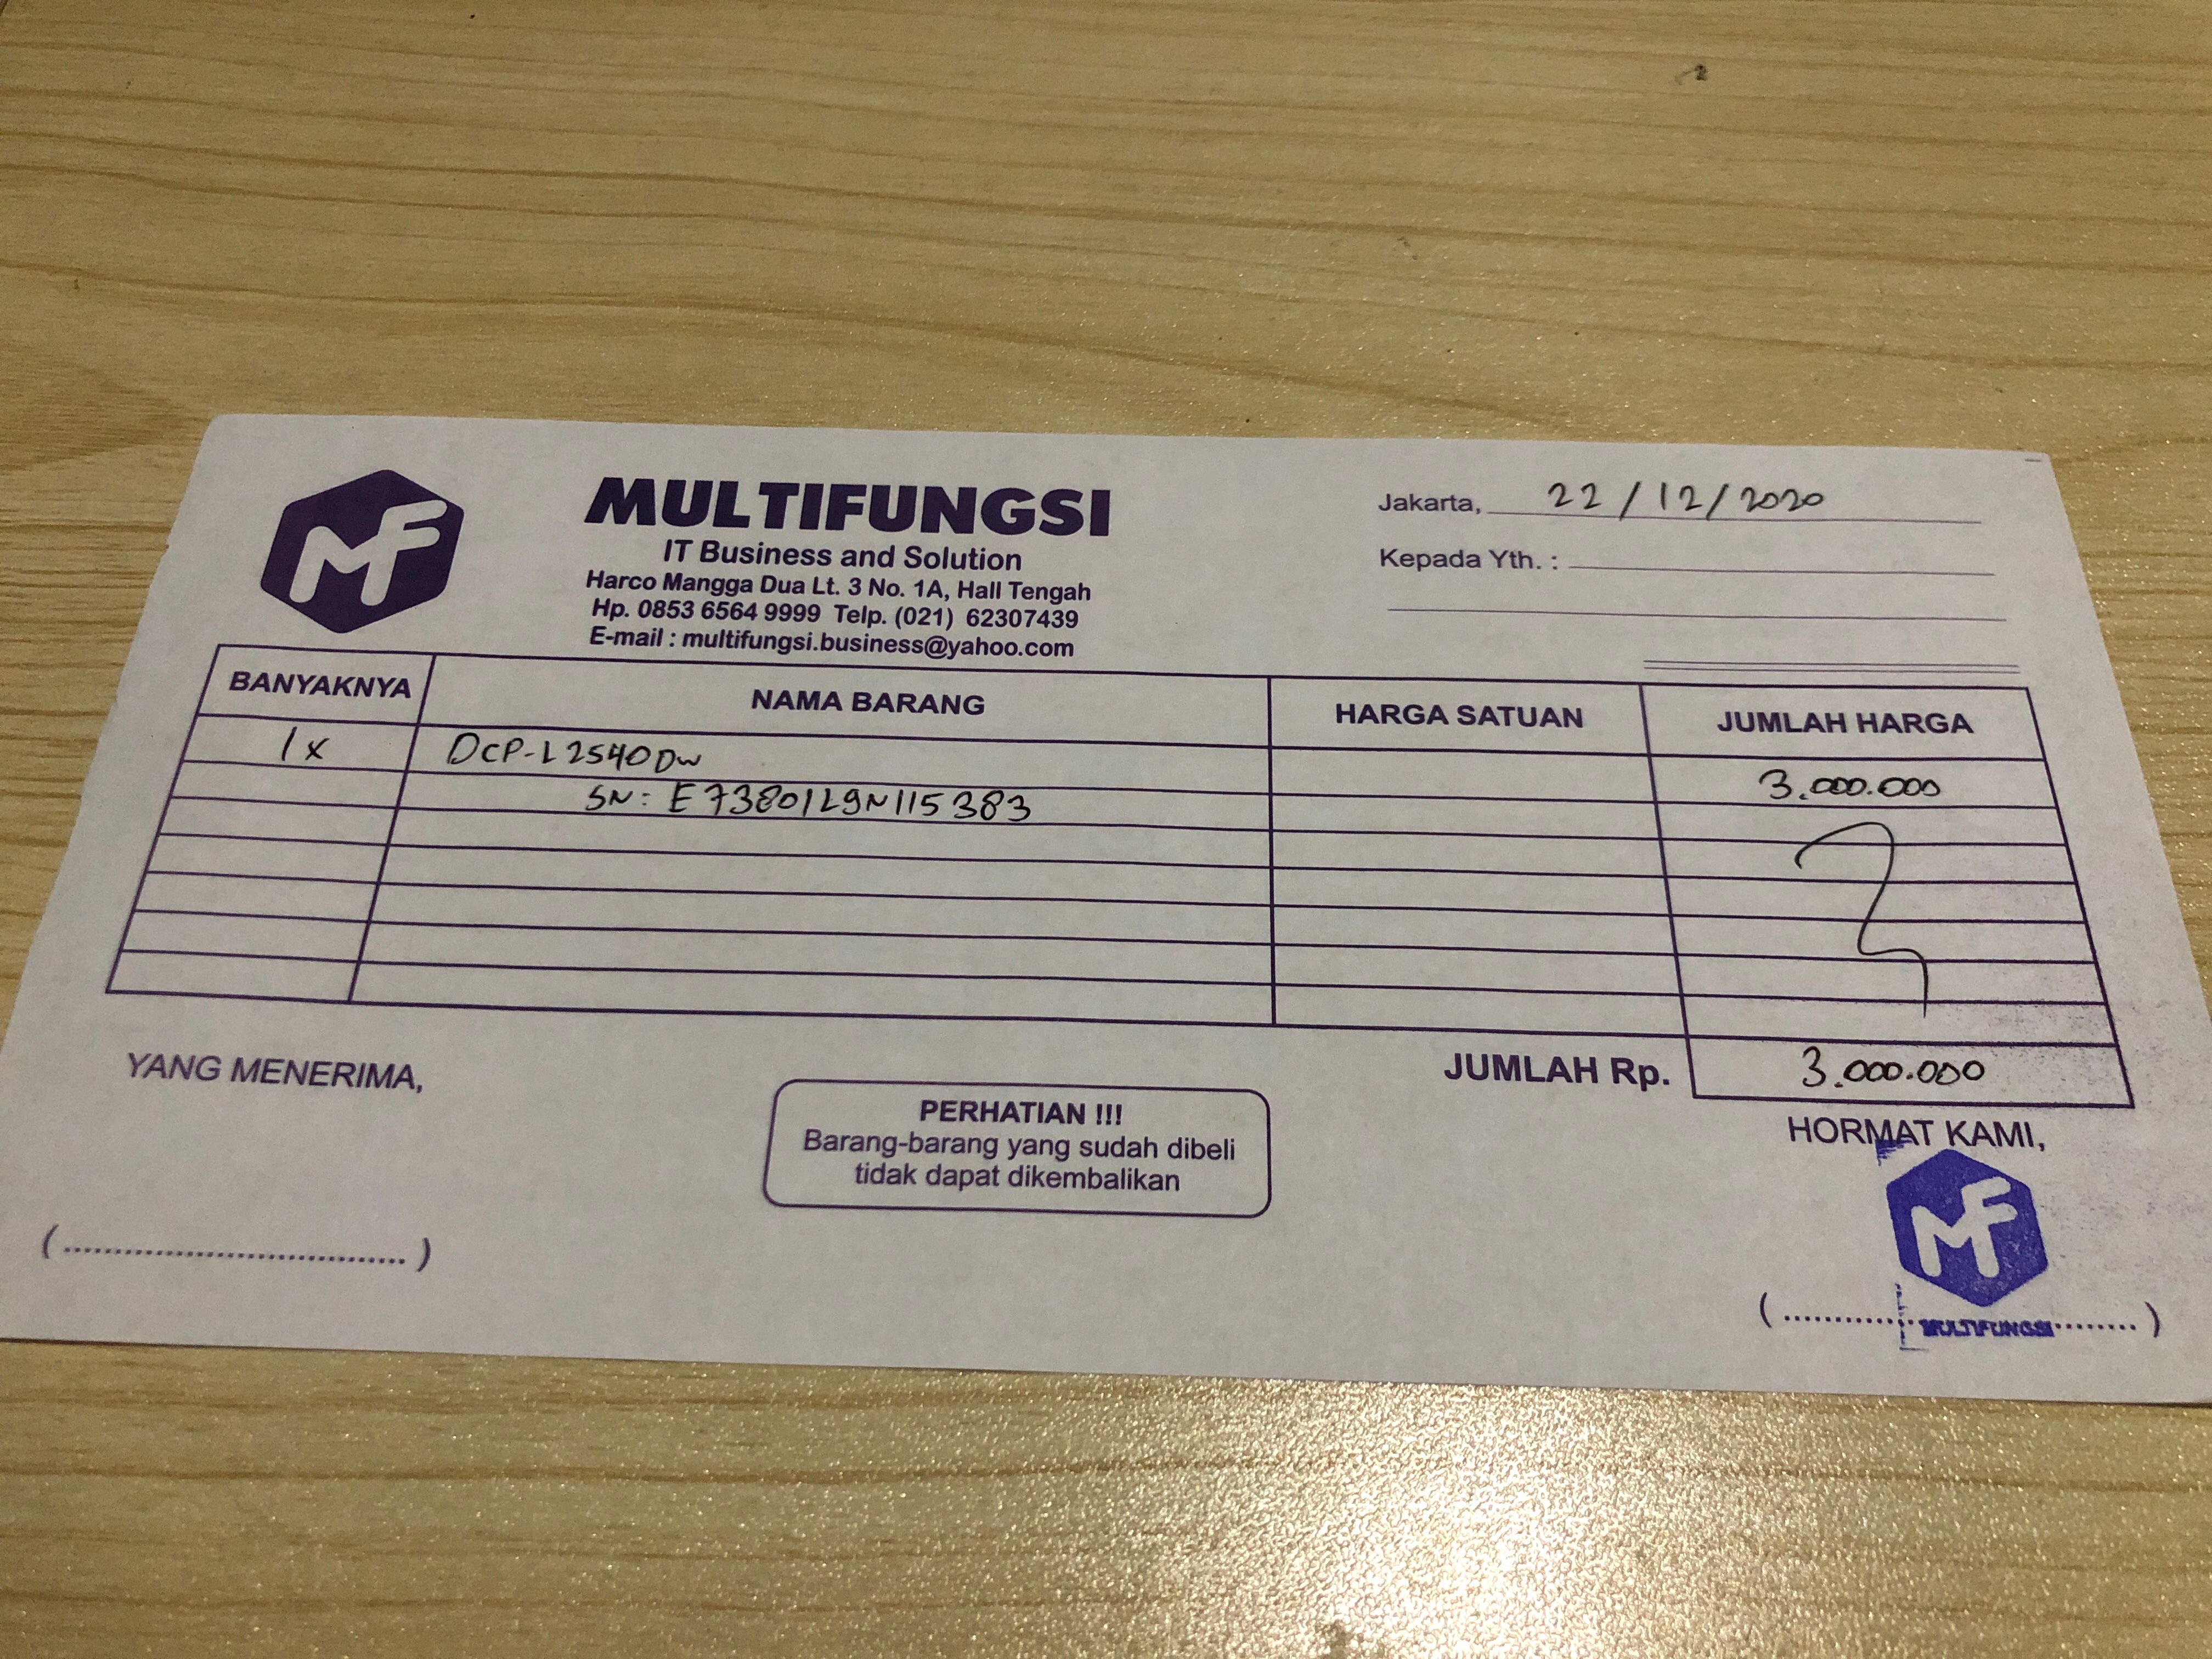 MF
MULTIFUNGSI
IT Business and Solution
Harco Mangga Dua Lt. 3 No. 1A, Hall Tengah
Hp. 0853 6564 9999 Telp. (021) 62307439
E-mail : multifungsi.business@yahoo.com
Jakarta, 22/12/2020
Kepada Yth. :
BANYAKNYA NAMA BARANG HARGA SATUAN JUMLAH HARGA
1x DCP-L2540DW 3.000.000
SN: E73801L9N115383
JUMLAH Rp. 3.000.000
YANG MENERIMA,
PERHATIAN !!!
Barang-barang yang sudah dibeli
tidak dapat dikembalikan
HORMAT KAMI,
MF
MULTIFUNGSI